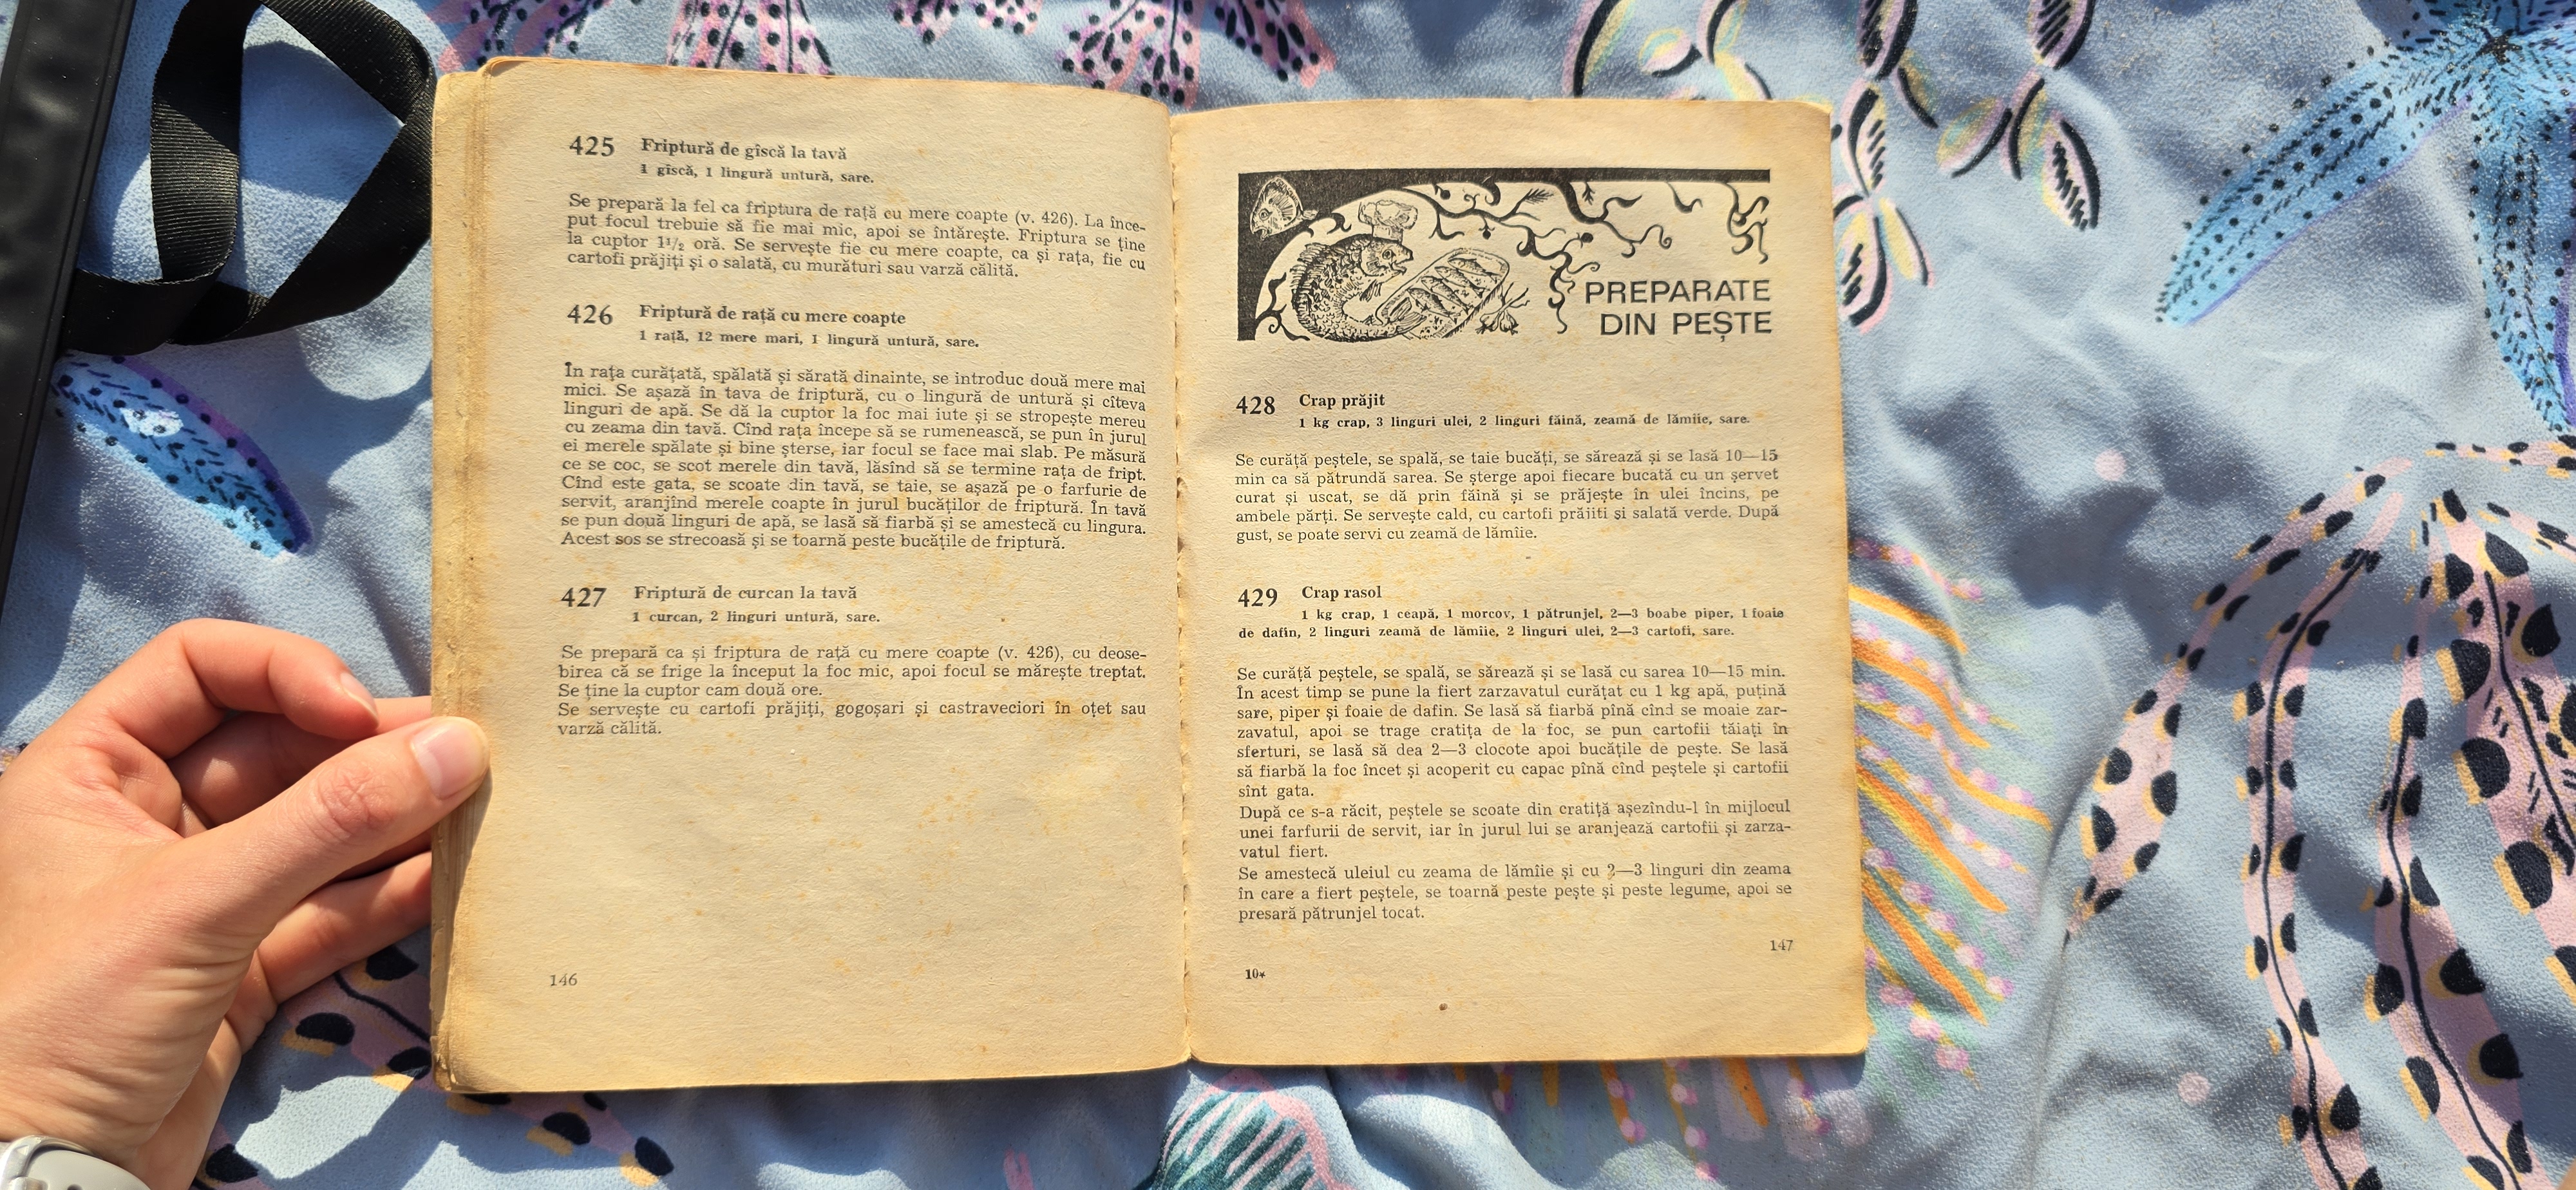 425 Friptură de gîscă la tavă
1 gîscă, 1 lingură untură, sare.
Se prepară la fel ca friptura de rață cu mere coapte (v. 426). La înce-
put focul trebuie să fie mai mic, apoi se întărește. Friptura se ține
la cuptor 1¹/₂ oră. Se servește fie cu mere coapte, ca și rața, fie cu
cartofi prăjiți și o salată, cu murături sau varză călită.
426 Friptură de rață cu mere coapte
1 rață, 12 mere mari, 1 lingură untură, sare.
În rața curățată, spălată și sărată dinainte, se introduc două mere mai
mici. Se așază în tava de friptură, cu o lingură de untură și cîteva
linguri de apă. Se dă la cuptor la foc mai iute și se stropește mereu
cu zeama din tavă. Cînd rața începe să se rumenească, se pun în jurul
ei merele spălate și bine șterse, iar focul se face mai slab. Pe măsură
ce se coc, se scot merele din tavă, lăsînd să se termine rața de fript.
Cînd este gata, se scoate din tavă, se taie, se așază pe o farfurie de
servit, aranjînd merele coapte în jurul bucăților de friptură. În tavă
se pun două linguri de apă, se lasă să fiarbă și se amestecă cu lingura.
Acest sos se strecoasă și se toarnă peste bucățile de friptură.
427 Friptură de curcan la tavă
1 curcan, 2 linguri untură, sare.
Se prepară ca și friptura de rață cu mere coapte (v. 426), cu deose-
birea că se frige la început la foc mic, apoi focul se mărește treptat.
Se ține la cuptor cam două ore.
Se servește cu cartofi prăjiți, gogoșari și castraveciori în oțet sau
varză călită.
146
PREPARATE
DIN PEȘTE
428 Crap prăjit
1 kg crap, 3 linguri ulei, 2 linguri făină, zeamă de lămîie, sare.
Se curăță peștele, se spală, se taie bucăți, se sărează și se lasă 10—15
min ca să pătrundă sarea. Se șterge apoi fiecare bucată cu un șervet
curat și uscat, se dă prin făină și se prăjește în ulei încins, pe
ambele părți. Se servește cald, cu cartofi prăjiti și salată verde. După
gust, se poate servi cu zeamă de lămîie.
429 Crap rasol
1 kg crap, 1 ceapă, 1 morcov, 1 pătrunjel, 2—3 boabe piper, 1 foaie
de dafin, 2 linguri zeamă de lămîie, 2 linguri ulei, 2—3 cartofi, sare.
Se curăță peștele, se spală, se sărează și se lasă cu sarea 10—15 min.
În acest timp se pune la fiert zarzavatul curățat cu 1 kg apă, puțină
sare, piper și foaie de dafin. Se lasă să fiarbă pînă cînd se moaie zar-
zavatul, apoi se trage cratița de la foc, se pun cartofii tăiați în
sferturi, se lasă să dea 2—3 clocote apoi bucățile de pește. Se lasă
să fiarbă la foc încet și acoperit cu capac pînă cînd peștele și cartofii
sînt gata.
După ce s-a răcit, peștele se scoate din cratiță așezîndu-l în mijlocul
unei farfurii de servit, iar în jurul lui se aranjează cartofii și zarza-
vatul fiert.
Se amestecă uleiul cu zeama de lămîie și cu 2—3 linguri din zeama
în care a fiert peștele, se toarnă peste pește și peste legume, apoi se
presară pătrunjel tocat.
147
10*